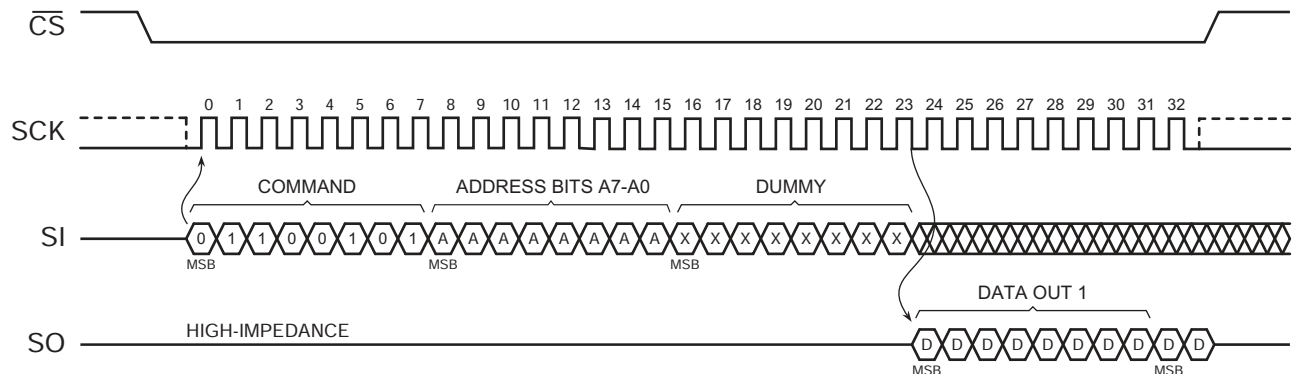 C̅S̅
SCK 0 1 2 3 4 5 6 7 8 9 10 11 12 13 14 15 16 17 18 19 20 21 22 23 24 25 26 27 28 29 30 31 32
COMMAND ADDRESS BITS A7-A0 DUMMY
SI 0 1 1 0 0 1 0 1 A A A A A A A A X X X X X X X X
MSB MSB MSB
DATA OUT 1
HIGH-IMPEDANCE
SO D D D D D D D D D D
MSB MSB